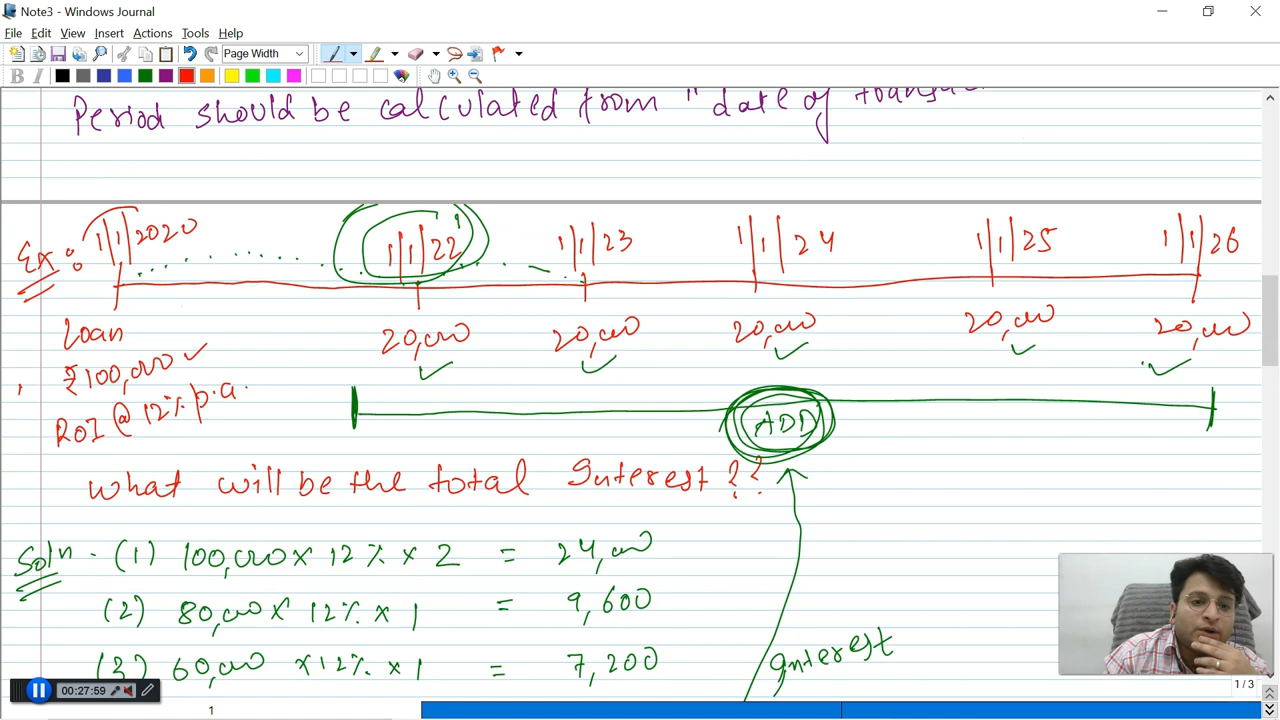 Note3 - Windows Journal
File Edit View Insert Actions Tools Help
Page Width
B I
Period should be calculated from "date of
Ex: 1|1|2020 1|1|22 1|1|23 1|1|24 1|1|25 1|1|26
Loan 20,000 20,000 20,000 20,000 20,000
₹100,000
ROI @ 12% p.a.
ADD
What will be the total Interest??
Soln - (1) 100,000 x 12% x 2 = 24,000
(2) 80,000 x 12% x 1 = 9,600
(3) 60,000 x 12% x 1 = 7,200
Interest
00:27:59
1 / 3
1